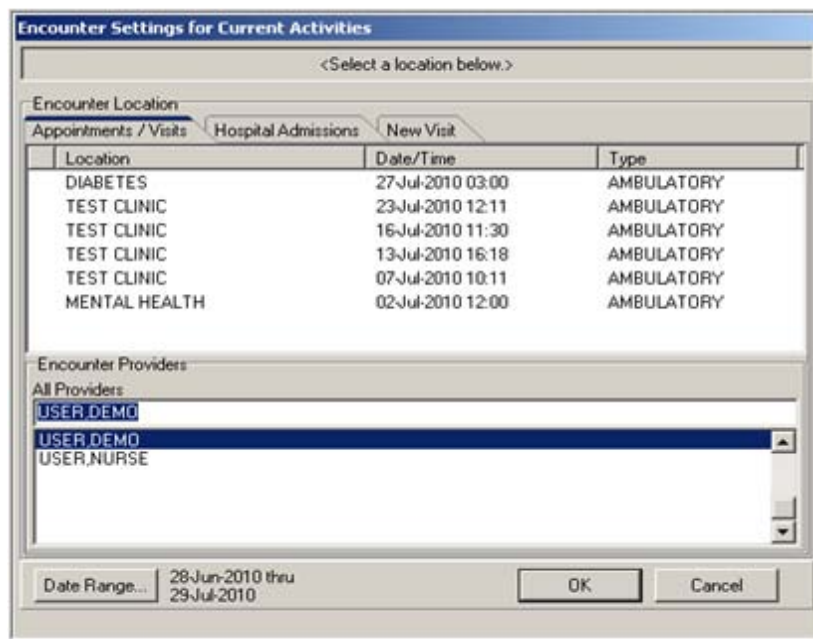 Encounter Settings for Current Activities
<Select a location below.>
Encounter Location
Appointments / Visits Hospital Admissions New Visit
Location Date/Time Type
DIABETES 27-Jul-2010 03:00 AMBULATORY
TEST CLINIC 23-Jul-2010 12:11 AMBULATORY
TEST CLINIC 16-Jul-2010 11:30 AMBULATORY
TEST CLINIC 13-Jul-2010 16:18 AMBULATORY
TEST CLINIC 07-Jul-2010 10:11 AMBULATORY
MENTAL HEALTH 02-Jul-2010 12:00 AMBULATORY
Encounter Providers
All Providers
USER,DEMO
USER,DEMO
USER,NURSE
Date Range... 28-Jun-2010 thru OK Cancel
29-Jul-2010